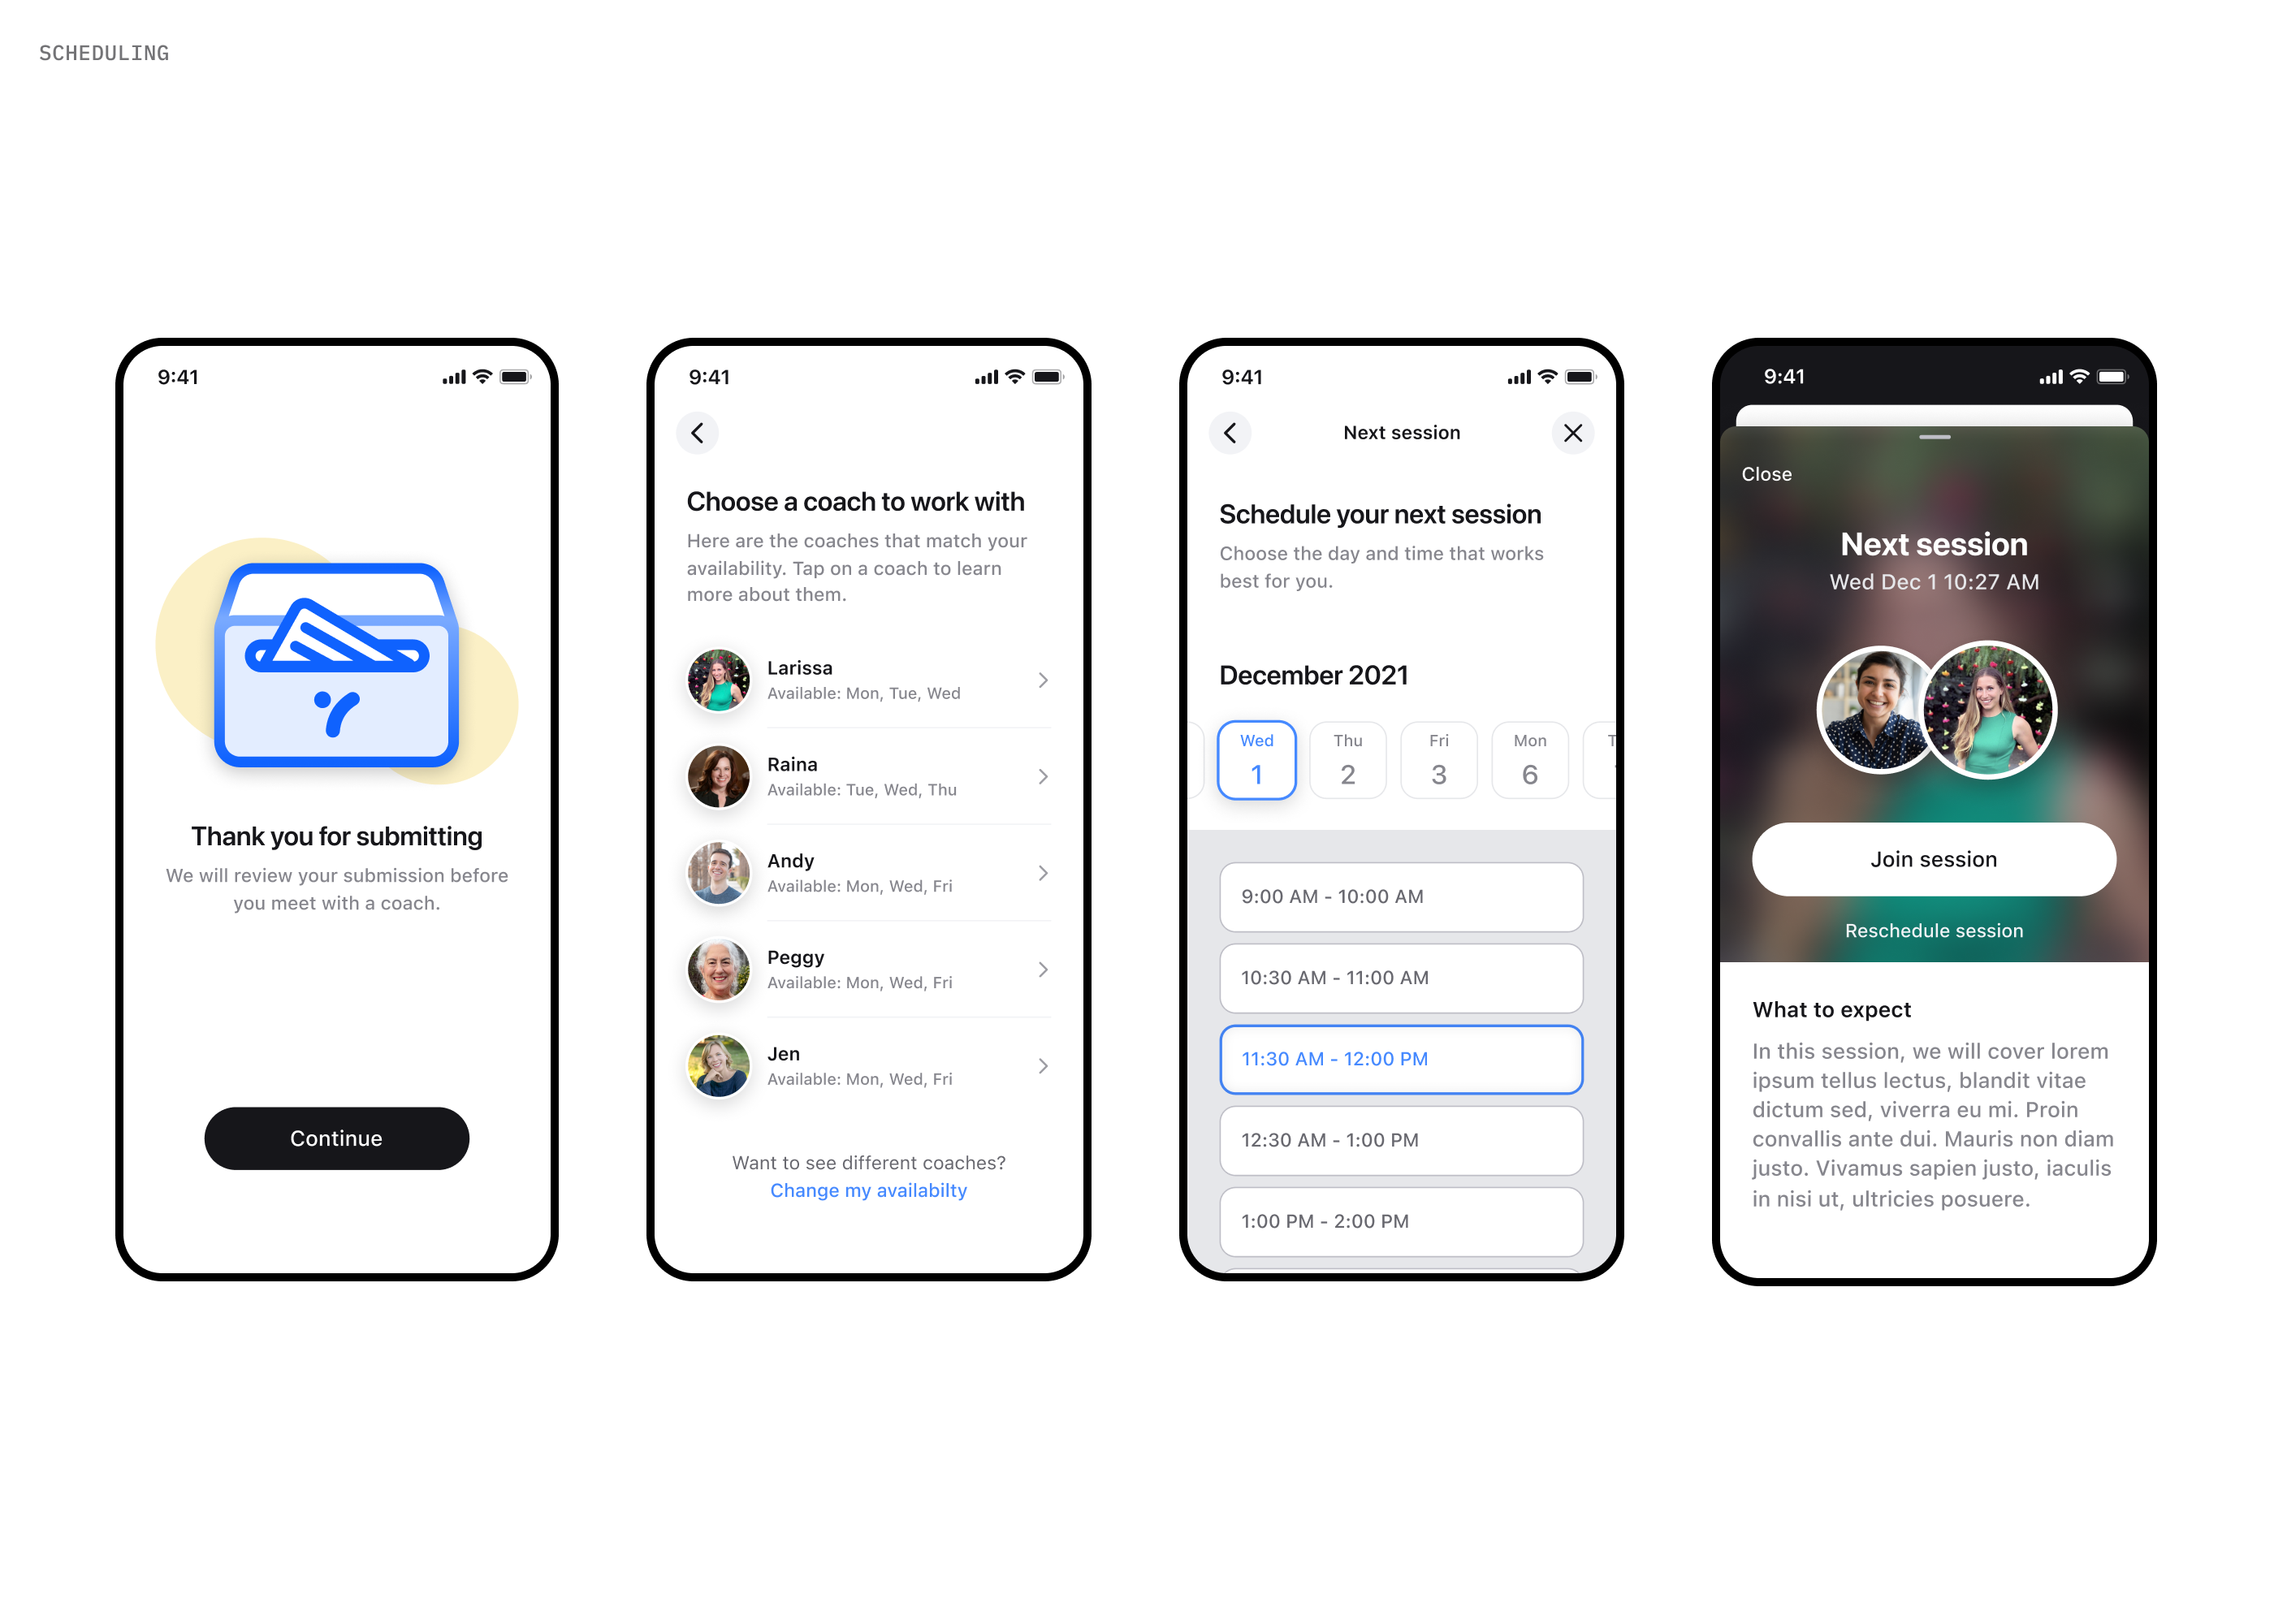 SCHEDULING
9:41
Thank you for submitting
We will review your submission before
you meet with a coach.
Continue
9:41
Choose a coach to work with
Here are the coaches that match your
availability. Tap on a coach to learn
more about them.
Larissa
Available: Mon, Tue, Wed
Raina
Available: Tue, Wed, Thu
Andy
Available: Mon, Wed, Fri
Peggy
Available: Mon, Wed, Fri
Jen
Available: Mon, Wed, Fri
Want to see different coaches?
Change my availabilty
9:41
Next session
Schedule your next session
Choose the day and time that works
best for you.
December 2021
Wed Thu Fri Mon T
1 2 3 6
9:00 AM - 10:00 AM
10:30 AM - 11:00 AM
11:30 AM - 12:00 PM
12:30 AM - 1:00 PM
1:00 PM - 2:00 PM
9:41
Close
Next session
Wed Dec 1 10:27 AM
Join session
Reschedule session
What to expect
In this session, we will cover lorem
ipsum tellus lectus, blandit vitae
dictum sed, viverra eu mi. Proin
convallis ante dui. Mauris non diam
justo. Vivamus sapien justo, iaculis
in nisi ut, ultricies posuere.